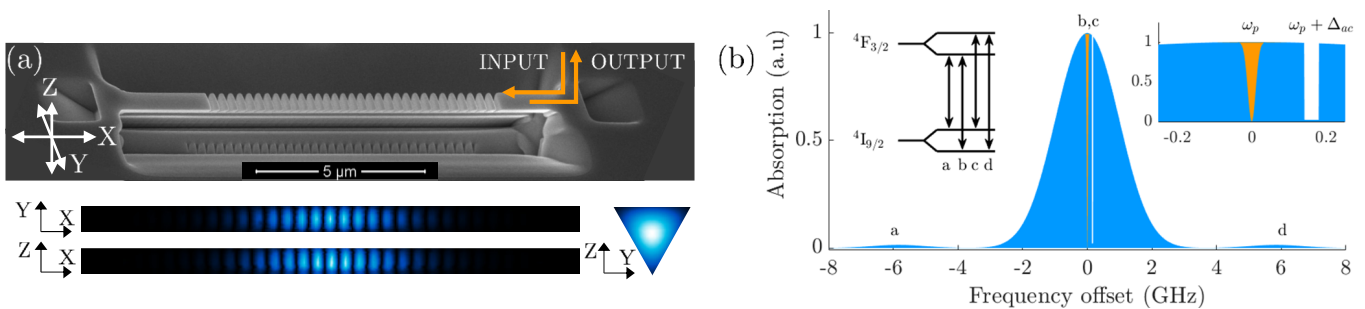 (a)
INPUT
OUTPUT
Z
X
Y
5 µm
Y
X
Z
X
Z
Y
(b)
Absorption (a.u)
1
0.5
0
⁴F₃/₂
⁴I₉/₂
a b c d
b,c
a
d
ωₚ
ωₚ + Δₐc
1
0.5
0
-0.2 0 0.2
-8 -6 -4 -2 0 2 4 6 8
Frequency offset (GHz)